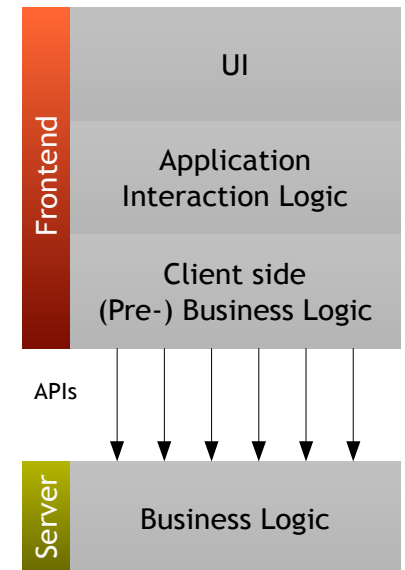 Frontend
UI
Application
Interaction Logic
Client side
(Pre-) Business Logic
APIs
Server
Business Logic